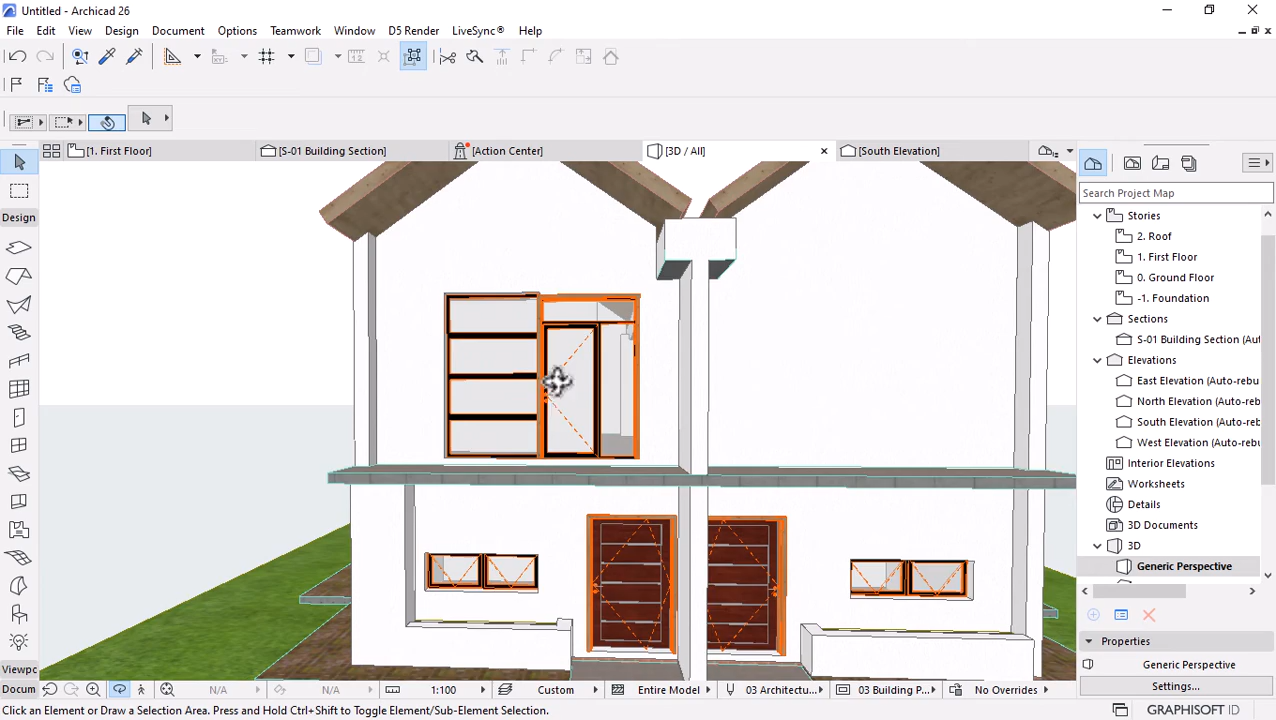 Untitled - Archicad 26
File Edit View Design Document Options Teamwork Window D5 Render LiveSync® Help
[1. First Floor] [S-01 Building Section] [Action Center] [3D / All] [South Elevation]
Design
Search Project Map
Stories
2. Roof
1. First Floor
0. Ground Floor
-1. Foundation
Sections
S-01 Building Section (Aut
Elevations
East Elevation (Auto-reb
North Elevation (Auto-reb
South Elevation (Auto-reb
West Elevation (Auto-rebu
Interior Elevations
Worksheets
Details
3D Documents
3D
Generic Perspective
Properties
Generic Perspective
Settings...
Viewpc
Docum
N/A N/A 1:100 Custom Entire Model 03 Architectu... 03 Building P... No Overrides
Click an Element or Draw a Selection Area. Press and Hold Ctrl+Shift to Toggle Element/Sub-Element Selection.
GRAPHISOFT ID